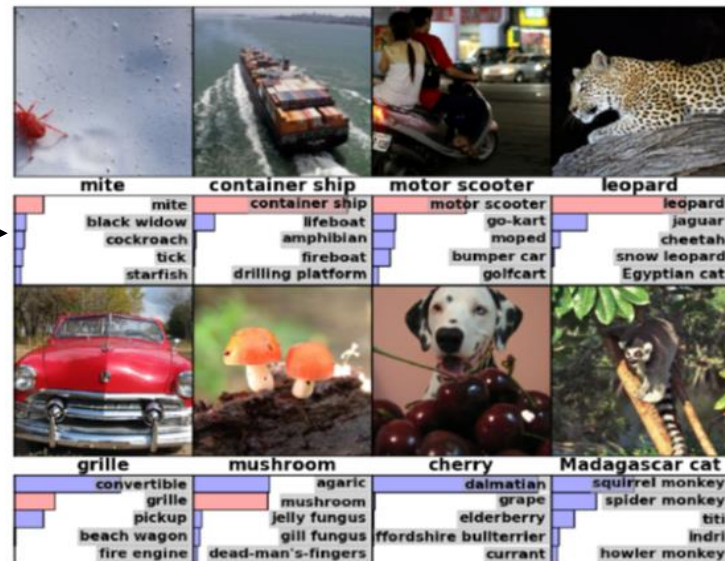 mite
container ship
motor scooter
leopard
mite
black widow
cockroach
tick
starfish
container ship
lifeboat
amphibian
fireboat
drilling platform
motor scooter
go-kart
moped
bumper car
golfcart
leopard
jaguar
cheetah
snow leopard
Egyptian cat
grille
mushroom
cherry
Madagascar cat
convertible
grille
pickup
beach wagon
fire engine
agaric
mushroom
jelly fungus
gill fungus
dead-man's-fingers
dalmatian
grape
elderberry
ffordshire bullterrier
currant
squirrel monkey
spider monkey
titi
indri
howler monkey